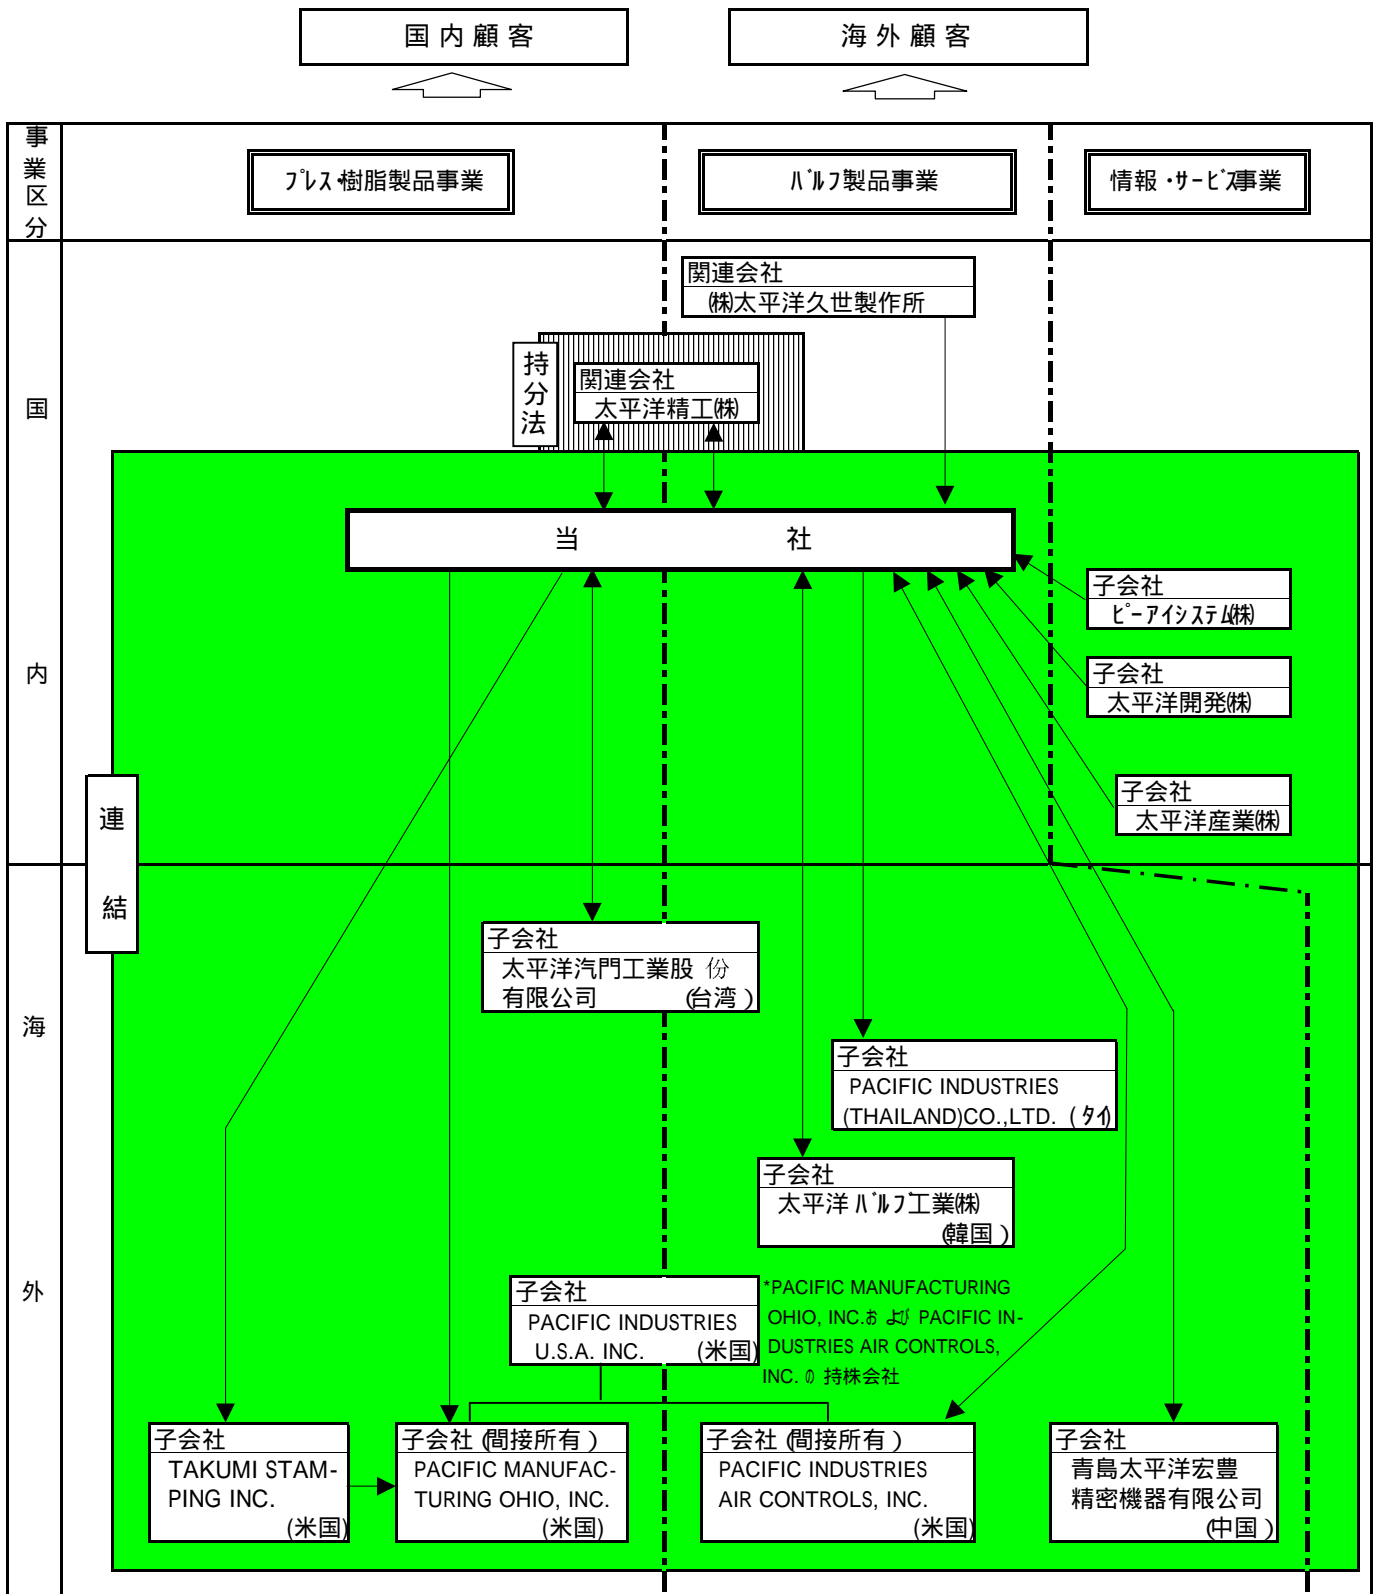 国内顧客
海外顧客
事業区分
プレス・樹脂製品事業
バルブ製品事業
情報・サービス事業
関連会社
㈱太平洋久世製作所
持分法
関連会社
太平洋精工㈱
国
内
当　　社
子会社
ピーアイシステム㈱
子会社
太平洋開発㈱
子会社
太平洋産業㈱
連
結
海
外
子会社
太平洋汽門工業股 份
有限公司 (台湾)
子会社
PACIFIC INDUSTRIES
(THAILAND)CO.,LTD. (タイ)
子会社
太平洋バルブ工業㈱
(韓国)
子会社
PACIFIC INDUSTRIES
U.S.A. INC. (米国)
*PACIFIC MANUFACTURING
OHIO, INC.および PACIFIC IN-
DUSTRIES AIR CONTROLS,
INC. の 持株会社
子会社
TAKUMI STAM-
PING INC.
(米国)
子会社 (間接所有)
PACIFIC MANUFAC-
TURING OHIO, INC.
(米国)
子会社 (間接所有)
PACIFIC INDUSTRIES
AIR CONTROLS, INC.
(米国)
子会社
青島太平洋宏豊
精密機器有限公司
(中国)